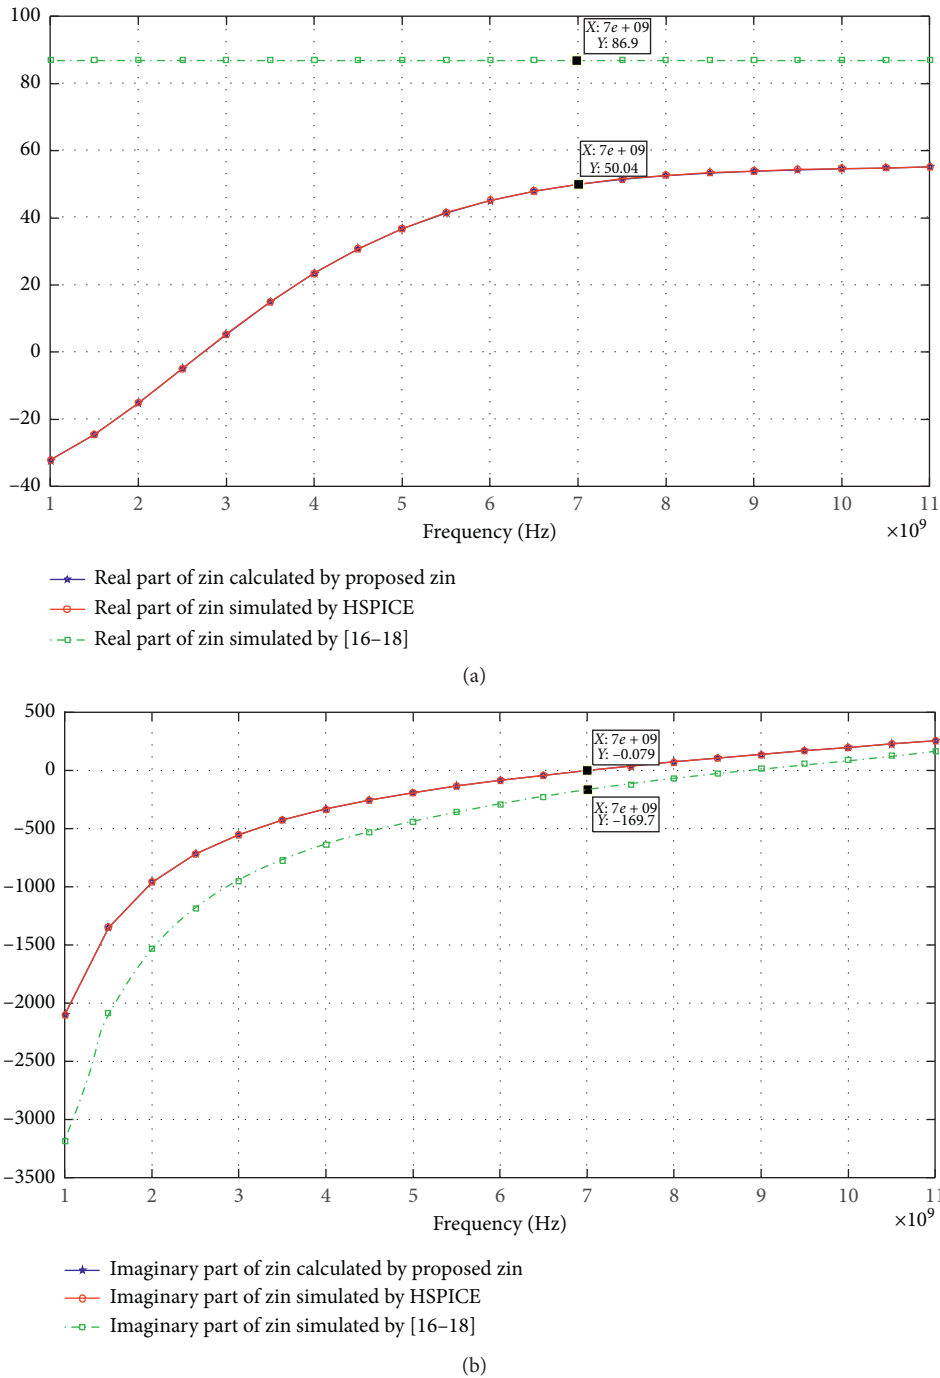 100
80
60
40
20
0
–20
–40
X: 7e + 09
Y: 86.9
X: 7e + 09
Y: 50.04
1 2 3 4 5 6 7 8 9 10 11
Frequency (Hz)
×10⁹
Real part of zin calculated by proposed zin
Real part of zin simulated by HSPICE
Real part of zin simulated by [16–18]
(a)
500
0
–500
–1000
–1500
–2000
–2500
–3000
–3500
X: 7e + 09
Y: –0.079
X: 7e + 09
Y: –169.7
1 2 3 4 5 6 7 8 9 10 11
Frequency (Hz)
×10⁹
Imaginary part of zin calculated by proposed zin
Imaginary part of zin simulated by HSPICE
Imaginary part of zin simulated by [16–18]
(b)